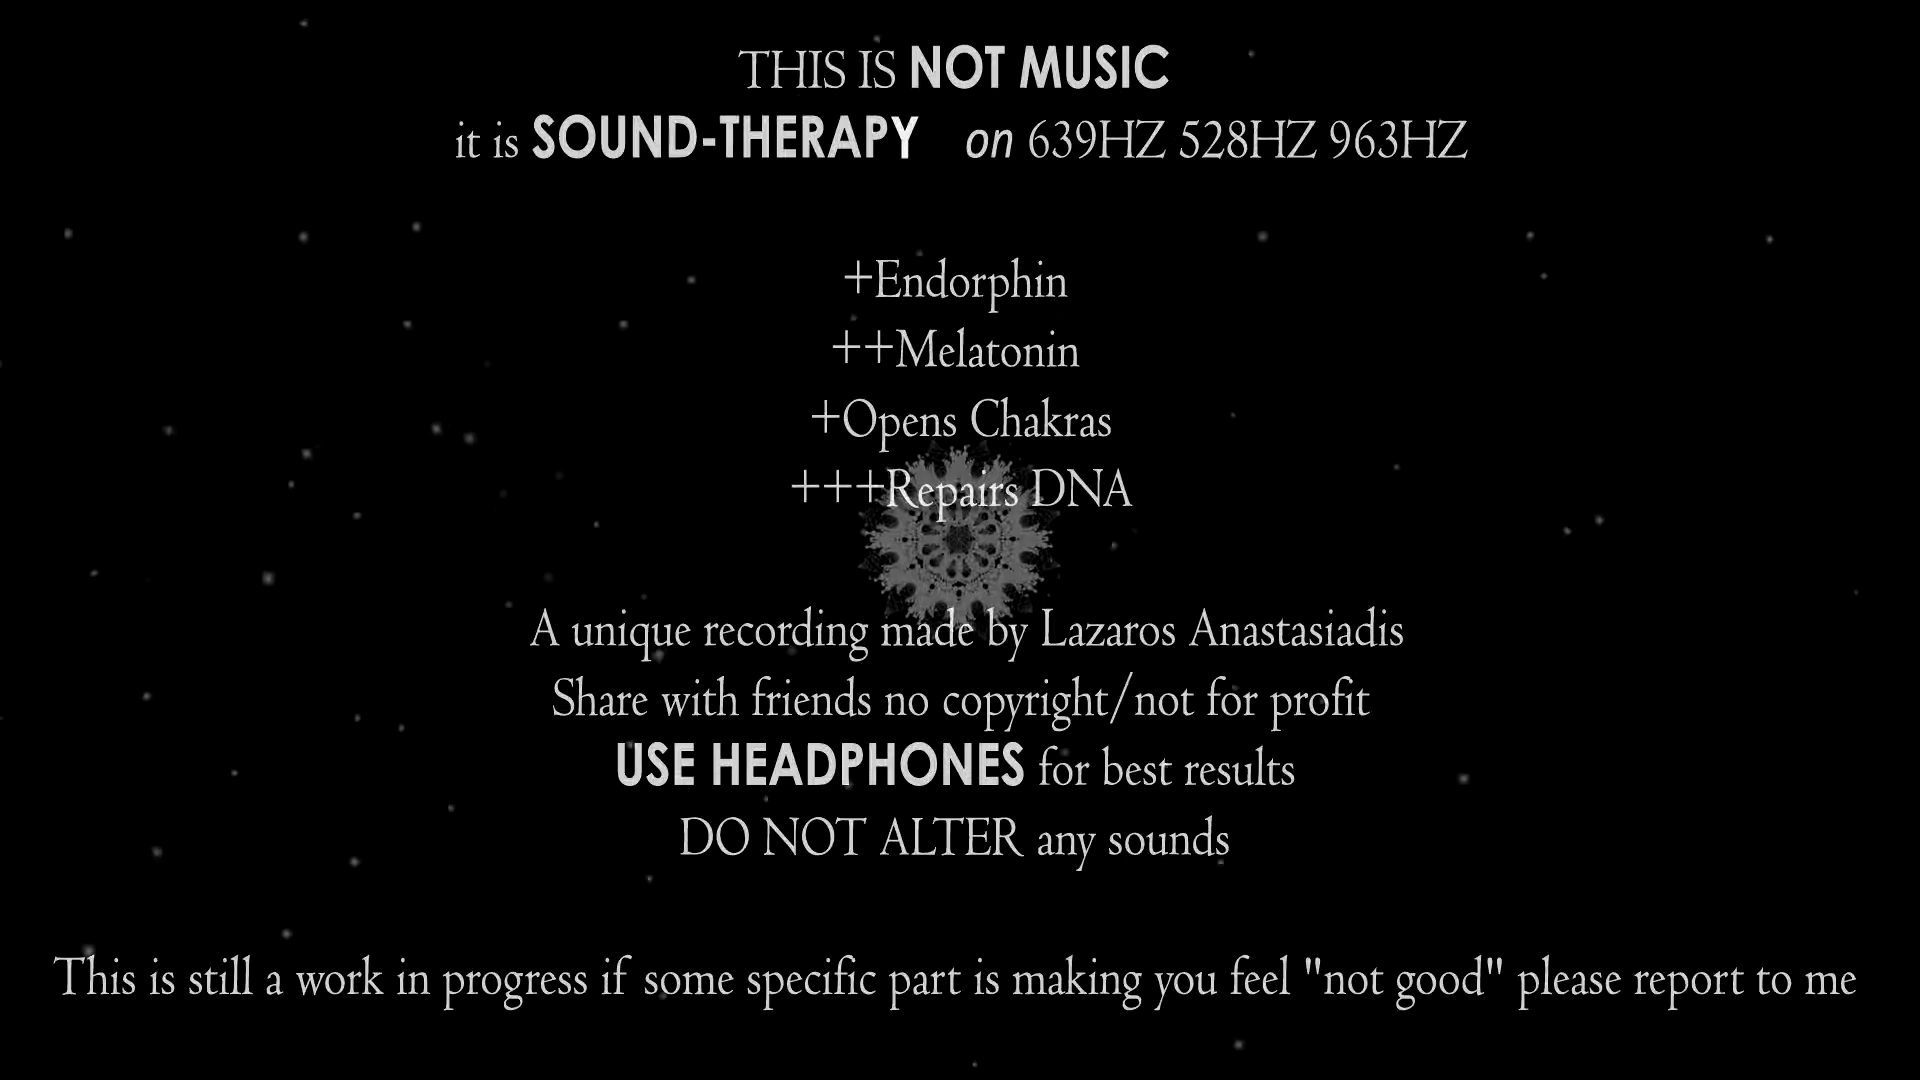 THIS IS NOT MUSIC
it is SOUND-THERAPY on 639HZ 528HZ 963HZ
+Endorphin
++Melatonin
+Opens Chakras
+++Repairs DNA
A unique recording made by Lazaros Anastasiadis
Share with friends no copyright/not for profit
USE HEADPHONES for best results
DO NOT ALTER any sounds
This is still a work in progress if some specific part is making you feel "not good" please report to me